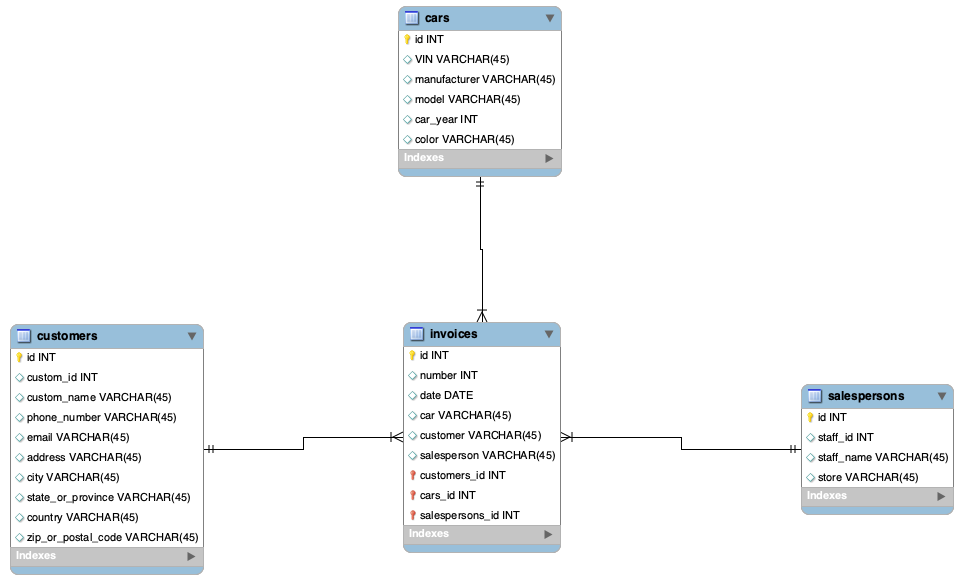 cars
id INT
VIN VARCHAR(45)
manufacturer VARCHAR(45)
model VARCHAR(45)
car_year INT
color VARCHAR(45)
Indexes
customers
id INT
custom_id INT
custom_name VARCHAR(45)
phone_number VARCHAR(45)
email VARCHAR(45)
address VARCHAR(45)
city VARCHAR(45)
state_or_province VARCHAR(45)
country VARCHAR(45)
zip_or_postal_code VARCHAR(45)
Indexes
invoices
id INT
number INT
date DATE
car VARCHAR(45)
customer VARCHAR(45)
salesperson VARCHAR(45)
customers_id INT
cars_id INT
salespersons_id INT
Indexes
salespersons
id INT
staff_id INT
staff_name VARCHAR(45)
store VARCHAR(45)
Indexes